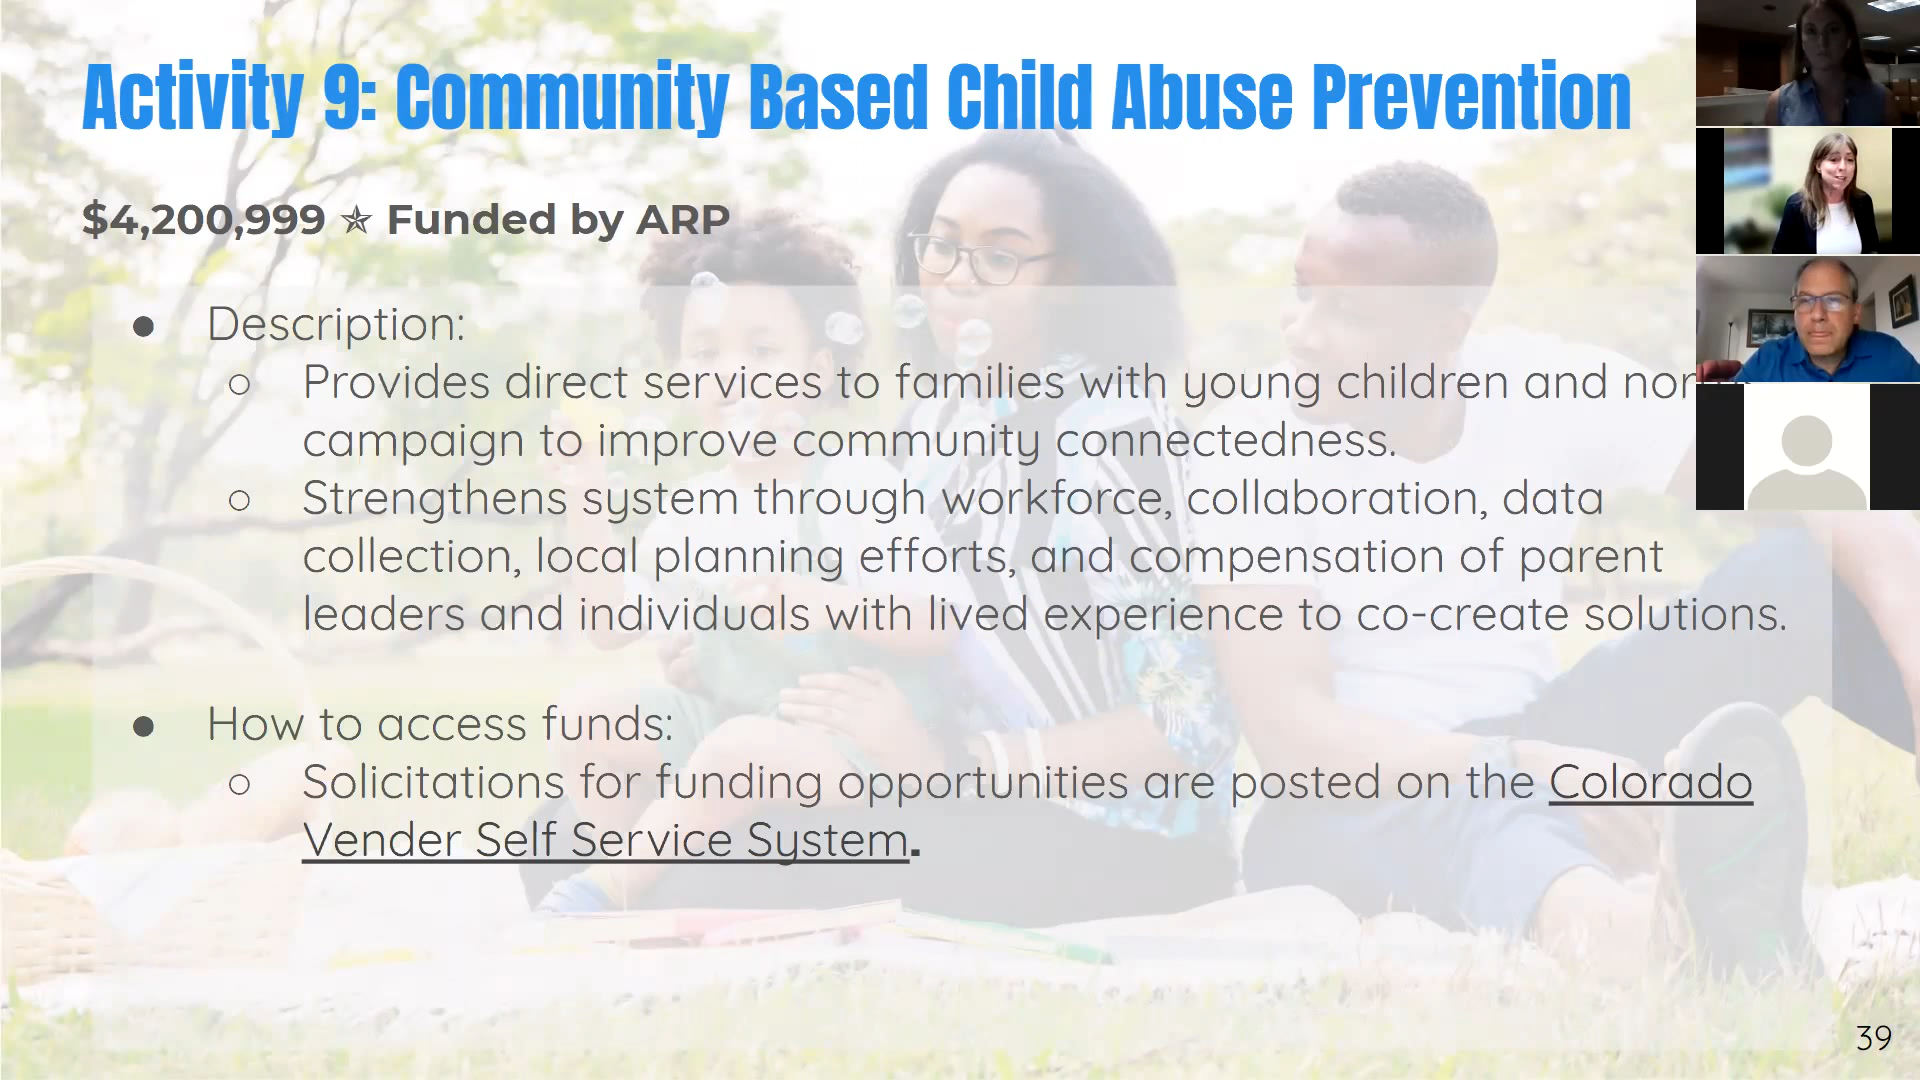 Activity 9: Community Based Child Abuse Prevention
$4,200,999 ✯ Funded by ARP
● Description:
○ Provides direct services to families with young children and
campaign to improve community connectedness.
○ Strengthens system through workforce, collaboration, data
collection, local planning efforts, and compensation of parent
leaders and individuals with lived experience to co-create solutions.
● How to access funds:
○ Solicitations for funding opportunities are posted on the Colorado
Vender Self Service System.
39